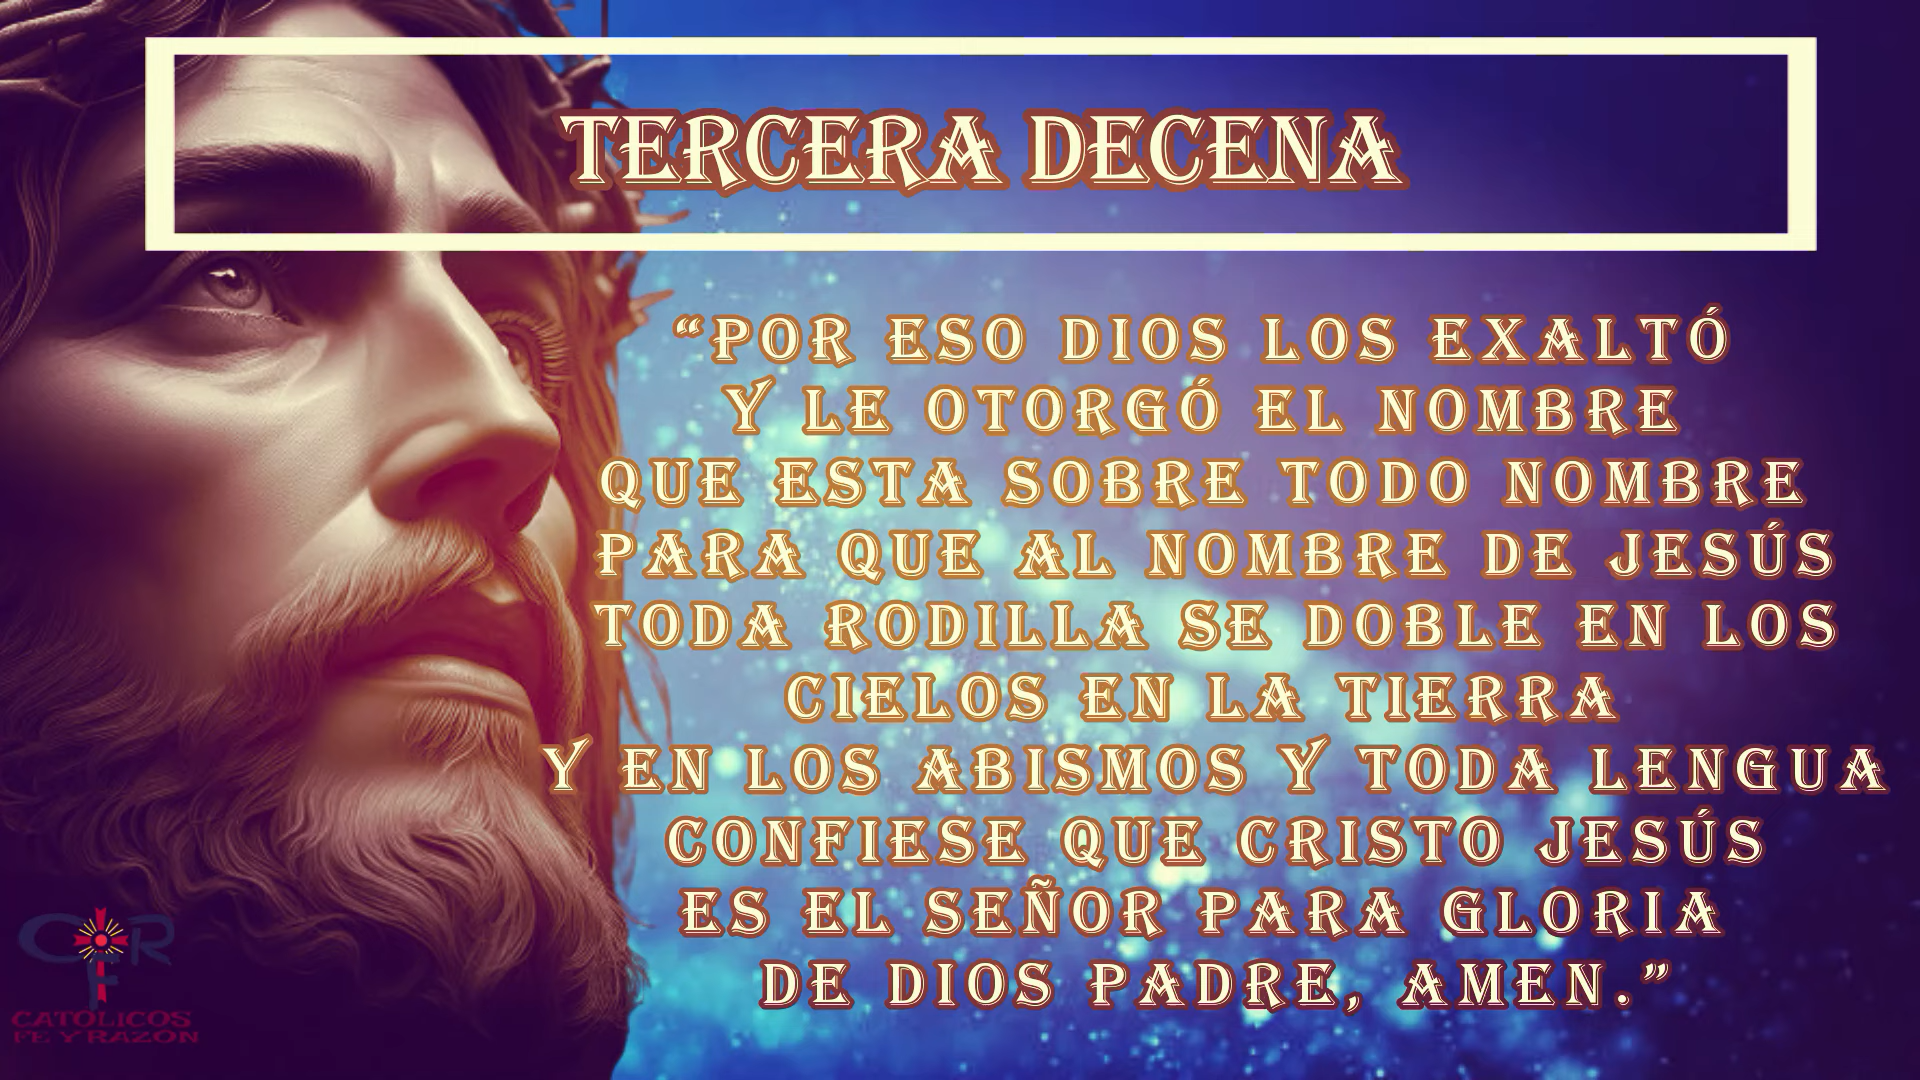 TERCERA DECENA
“POR ESO DIOS LOS EXALTÓ
Y LE OTORGÓ EL NOMBRE
QUE ESTA SOBRE TODO NOMBRE
PARA QUE AL NOMBRE DE JESÚS
TODA RODILLA SE DOBLE EN LOS
CIELOS EN LA TIERRA
Y EN LOS ABISMOS Y TODA LENGUA
CONFIESE QUE CRISTO JESÚS
ES EL SEÑOR PARA GLORIA
DE DIOS PADRE, AMEN.”
CFR
CATÓLICOS
FE Y RAZÓN